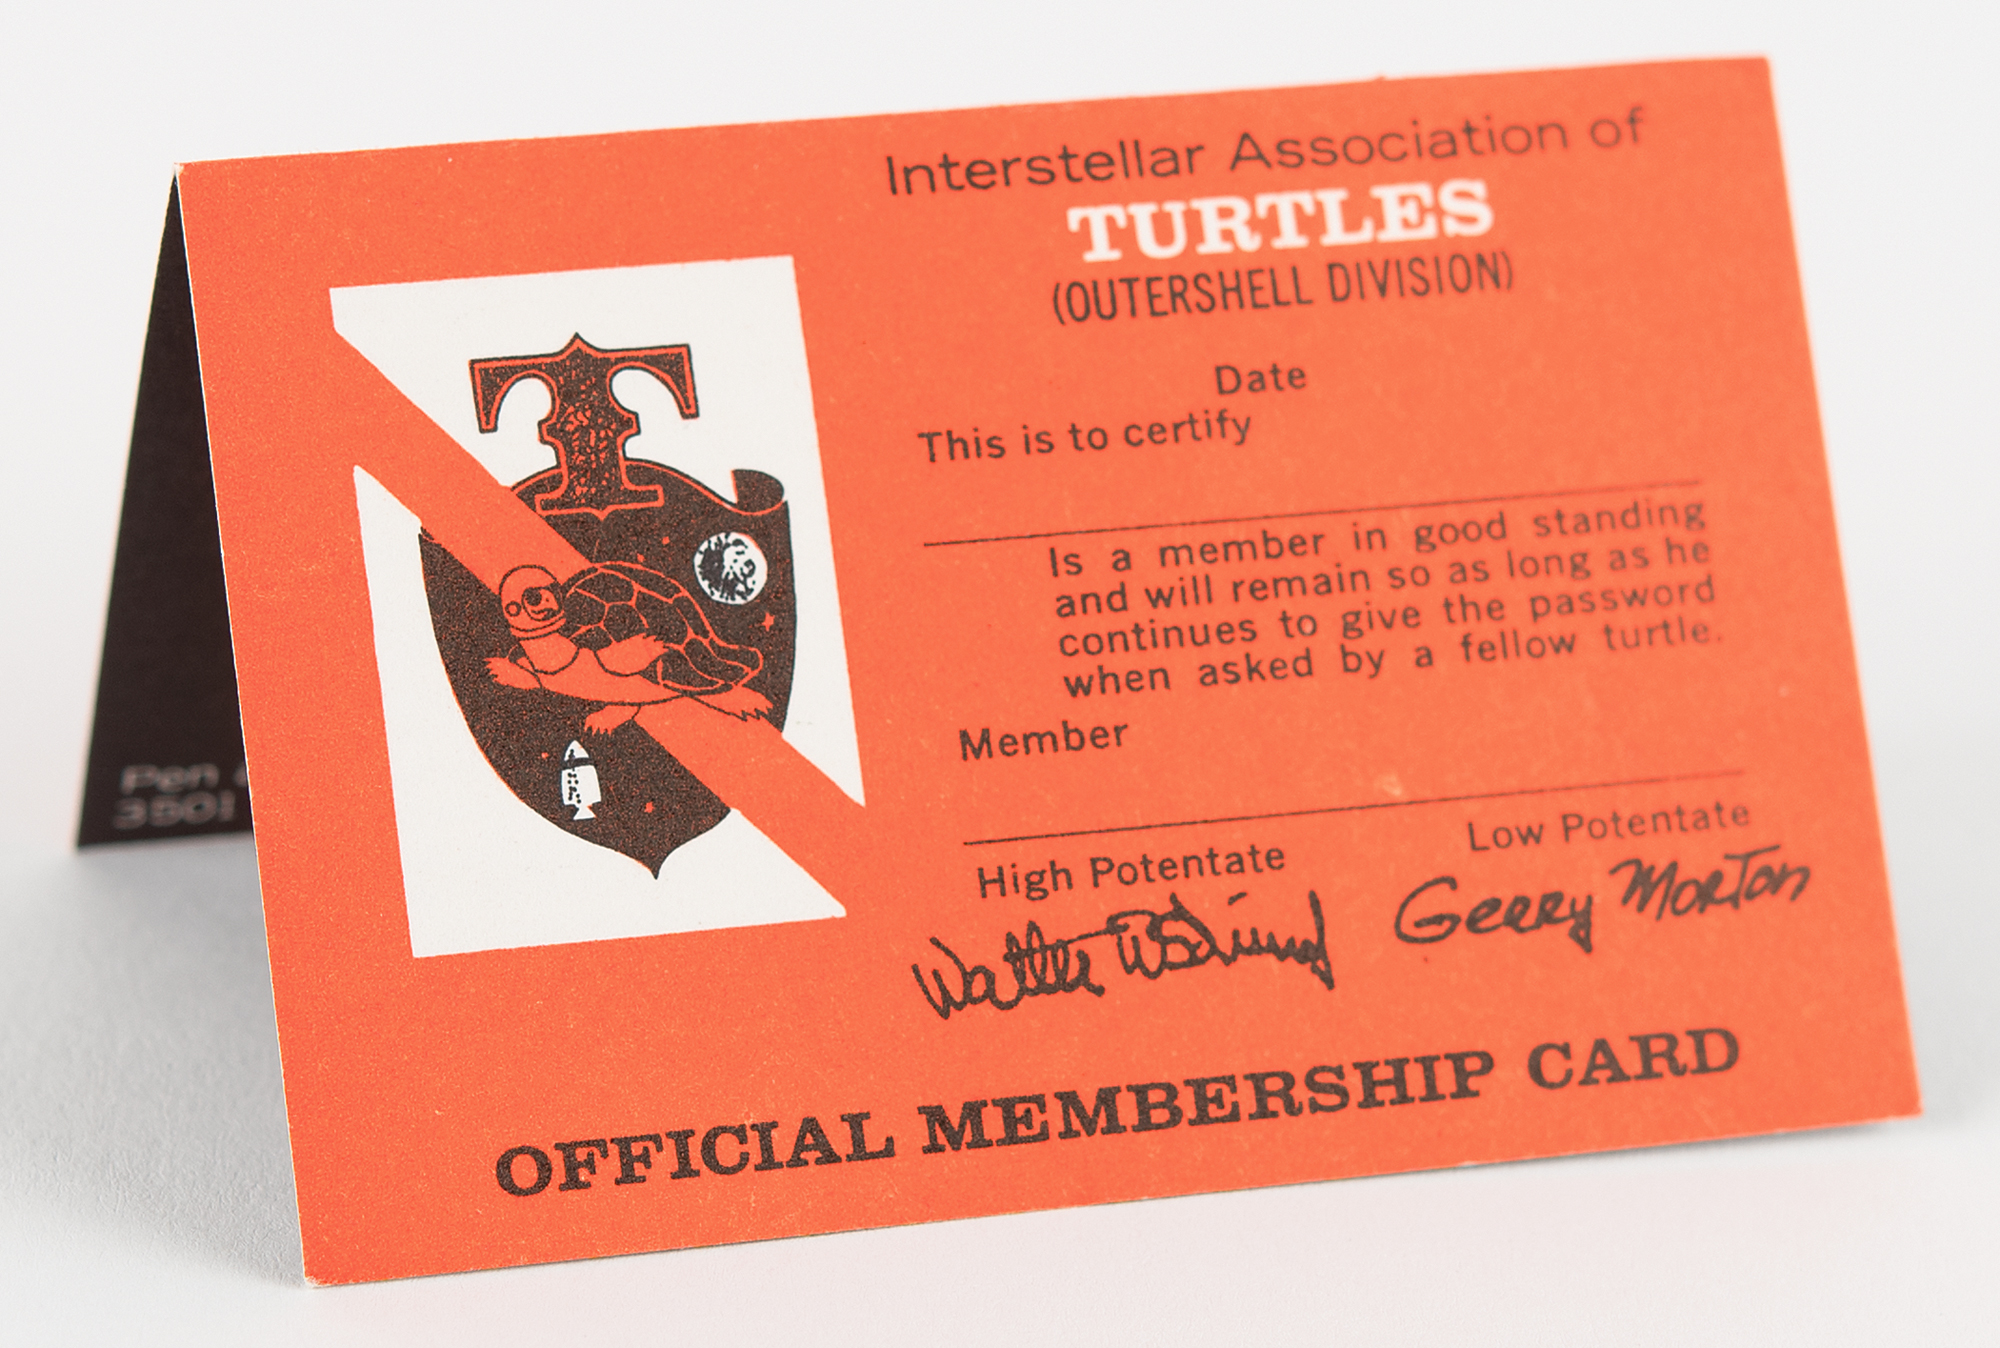 Interstellar Association of
TURTLES
(OUTERSHELL DIVISION)
Date
This is to certify
Is a member in good standing
and will remain so as long as he
continues to give the password
when asked by a fellow turtle.
Member
High Potentate
Low Potentate
Gerry Morton
OFFICIAL MEMBERSHIP CARD
T
Pen
3501